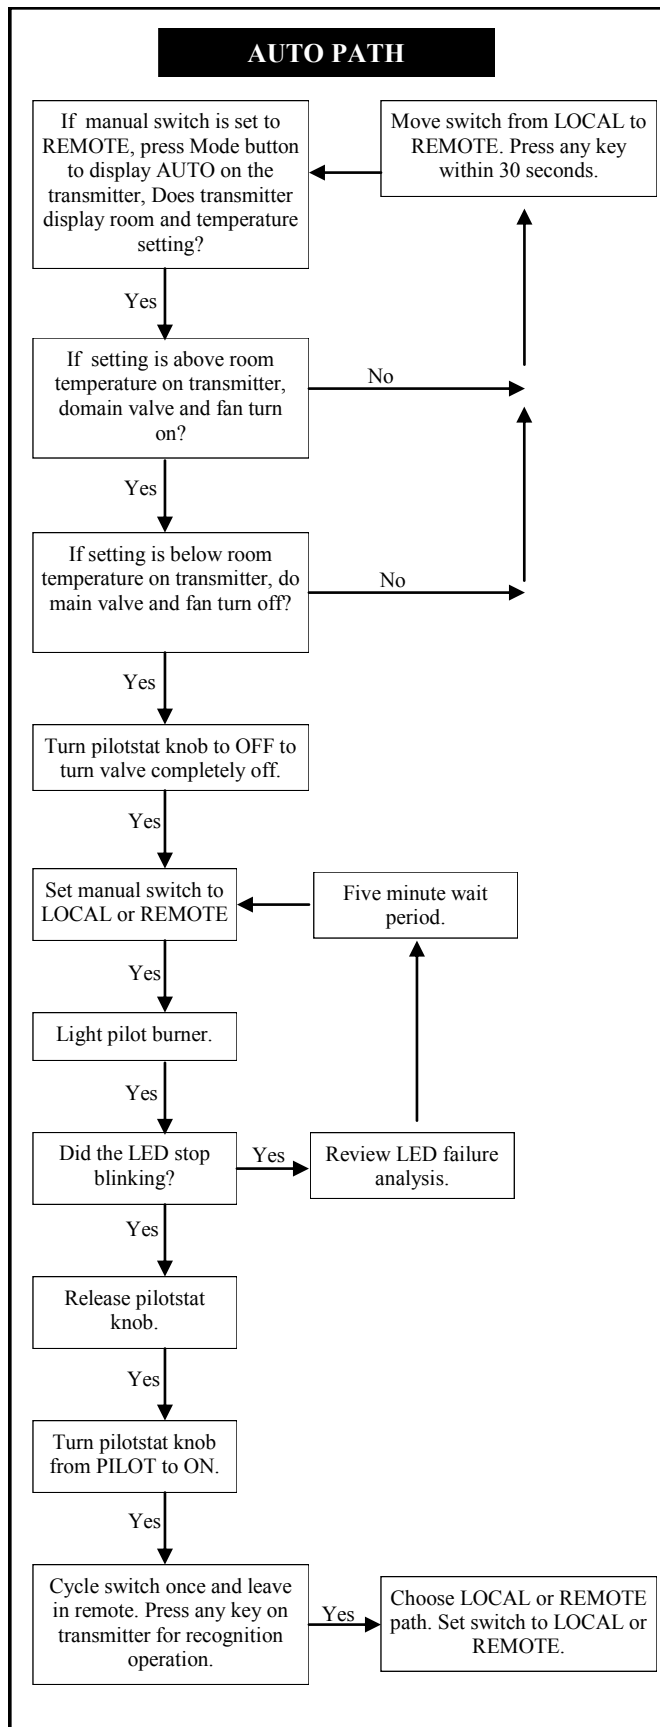 AUTO PATH
If manual switch is set to
REMOTE, press Mode button
to display AUTO on the
transmitter, Does transmitter
display room and temperature
setting?
Move switch from LOCAL to
REMOTE. Press any key
within 30 seconds.
Yes
If setting is above room
temperature on transmitter,
domain valve and fan turn
on?
No
Yes
If setting is below room
temperature on transmitter, do
main valve and fan turn off?
No
Yes
Turn pilotstat knob to OFF to
turn valve completely off.
Yes
Set manual switch to
LOCAL or REMOTE
Five minute wait
period.
Yes
Light pilot burner.
Yes
Did the LED stop
blinking?
Yes
Review LED failure
analysis.
Yes
Release pilotstat
knob.
Yes
Turn pilotstat knob
from PILOT to ON.
Yes
Cycle switch once and leave
in remote. Press any key on
transmitter for recognition
operation.
Yes
Choose LOCAL or REMOTE
path. Set switch to LOCAL or
REMOTE.